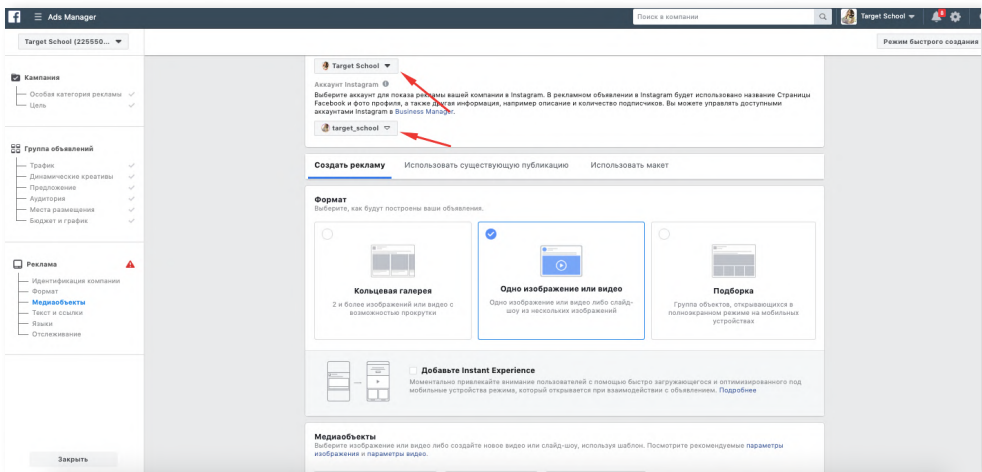 Ads Manager
Поиск в компании
Target School
Target School (225550...
Режим быстрого создания
Кампания
Особая категория рекламы
Цель
Группа объявлений
Трафик
Динамические креативы
Предложение
Аудитория
Места размещения
Бюджет и график
Реклама
Идентификация компании
Формат
Медиаобъекты
Текст и ссылки
Языки
Отслеживание
Закрыть
Target School
Аккаунт Instagram
Выберите аккаунт для показа рекламы вашей компании в Instagram. В рекламном объявлении в Instagram будет использовано название Страницы
Facebook и фото профиля, а также другая информация, например описание и количество подписчиков. Вы можете управлять доступными
аккаунтами Instagram в Business Manager.
target_school
Создать рекламу Использовать существующую публикацию Использовать макет
Формат
Выберите, как будут построены ваши объявления.
Кольцевая галерея
2 и более изображений или видео с
возможностью прокрутки
Одно изображение или видео
Одно изображение или видео либо слайд-
шоу из нескольких изображений
Подборка
Группа объектов, открывающихся в
полноэкранном режиме на мобильных
устройствах
Добавьте Instant Experience
Моментально привлекайте внимание пользователей с помощью быстро загружающегося и оптимизированного под
мобильные устройства режима, который открывается при взаимодействии с объявлением. Подробнее
Медиаобъекты
Выберите изображение или видео либо создайте новое видео или слайд-шоу, используя шаблон. Посмотрите рекомендуемые параметры
изображения и параметры видео.